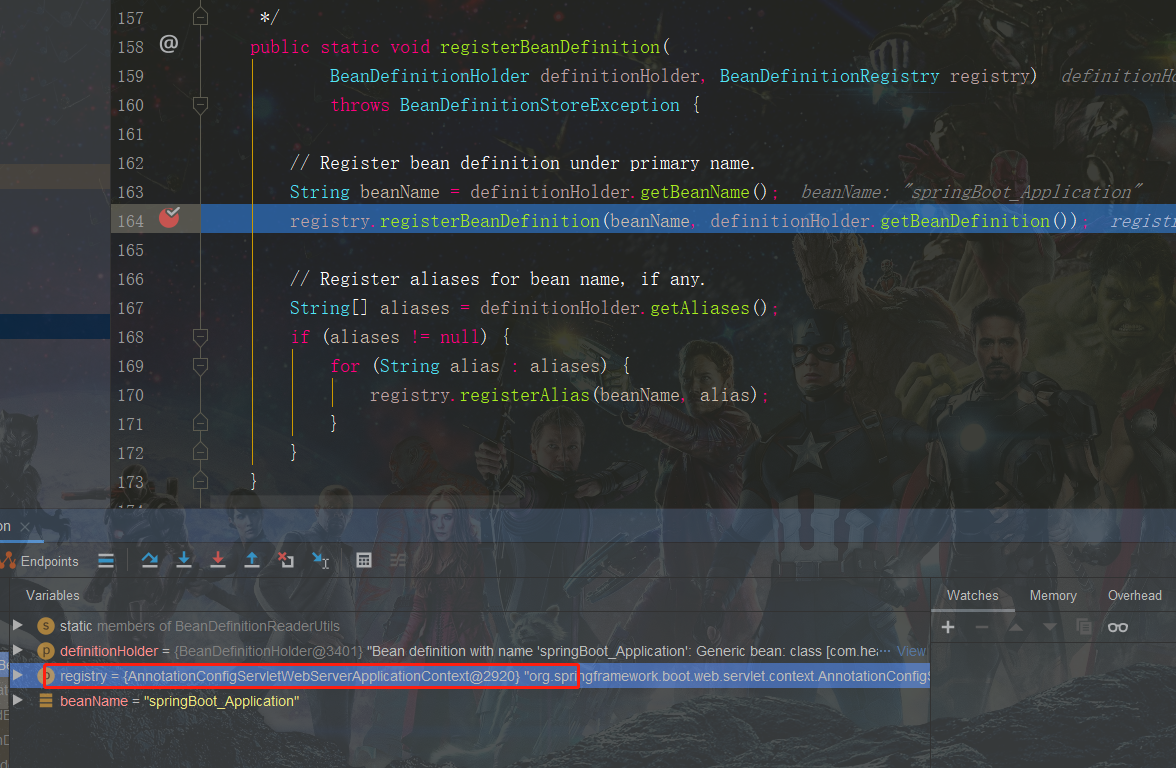 157 */
158 @ public static void registerBeanDefinition(
159 BeanDefinitionHolder definitionHolder, BeanDefinitionRegistry registry) definitionHo
160 throws BeanDefinitionStoreException {
161
162 // Register bean definition under primary name.
163 String beanName = definitionHolder.getBeanName(); beanName: "springBoot_Application"
164 registry.registerBeanDefinition(beanName, definitionHolder.getBeanDefinition()); registr
165
166 // Register aliases for bean name, if any.
167 String[] aliases = definitionHolder.getAliases();
168 if (aliases != null) {
169 for (String alias : aliases) {
170 registry.registerAlias(beanName, alias);
171 }
172 }
173 }
on ×
Endpoints
Variables
Watches Memory Overhead
s static members of BeanDefinitionReaderUtils
p definitionHolder = {BeanDefinitionHolder@3401} "Bean definition with name 'springBoot_Application': Generic bean: class [com.hea... View
p registry = {AnnotationConfigServletWebServerApplicationContext@2920} "org.springframework.boot.web.servlet.context.AnnotationConfigS
beanName = "springBoot_Application"